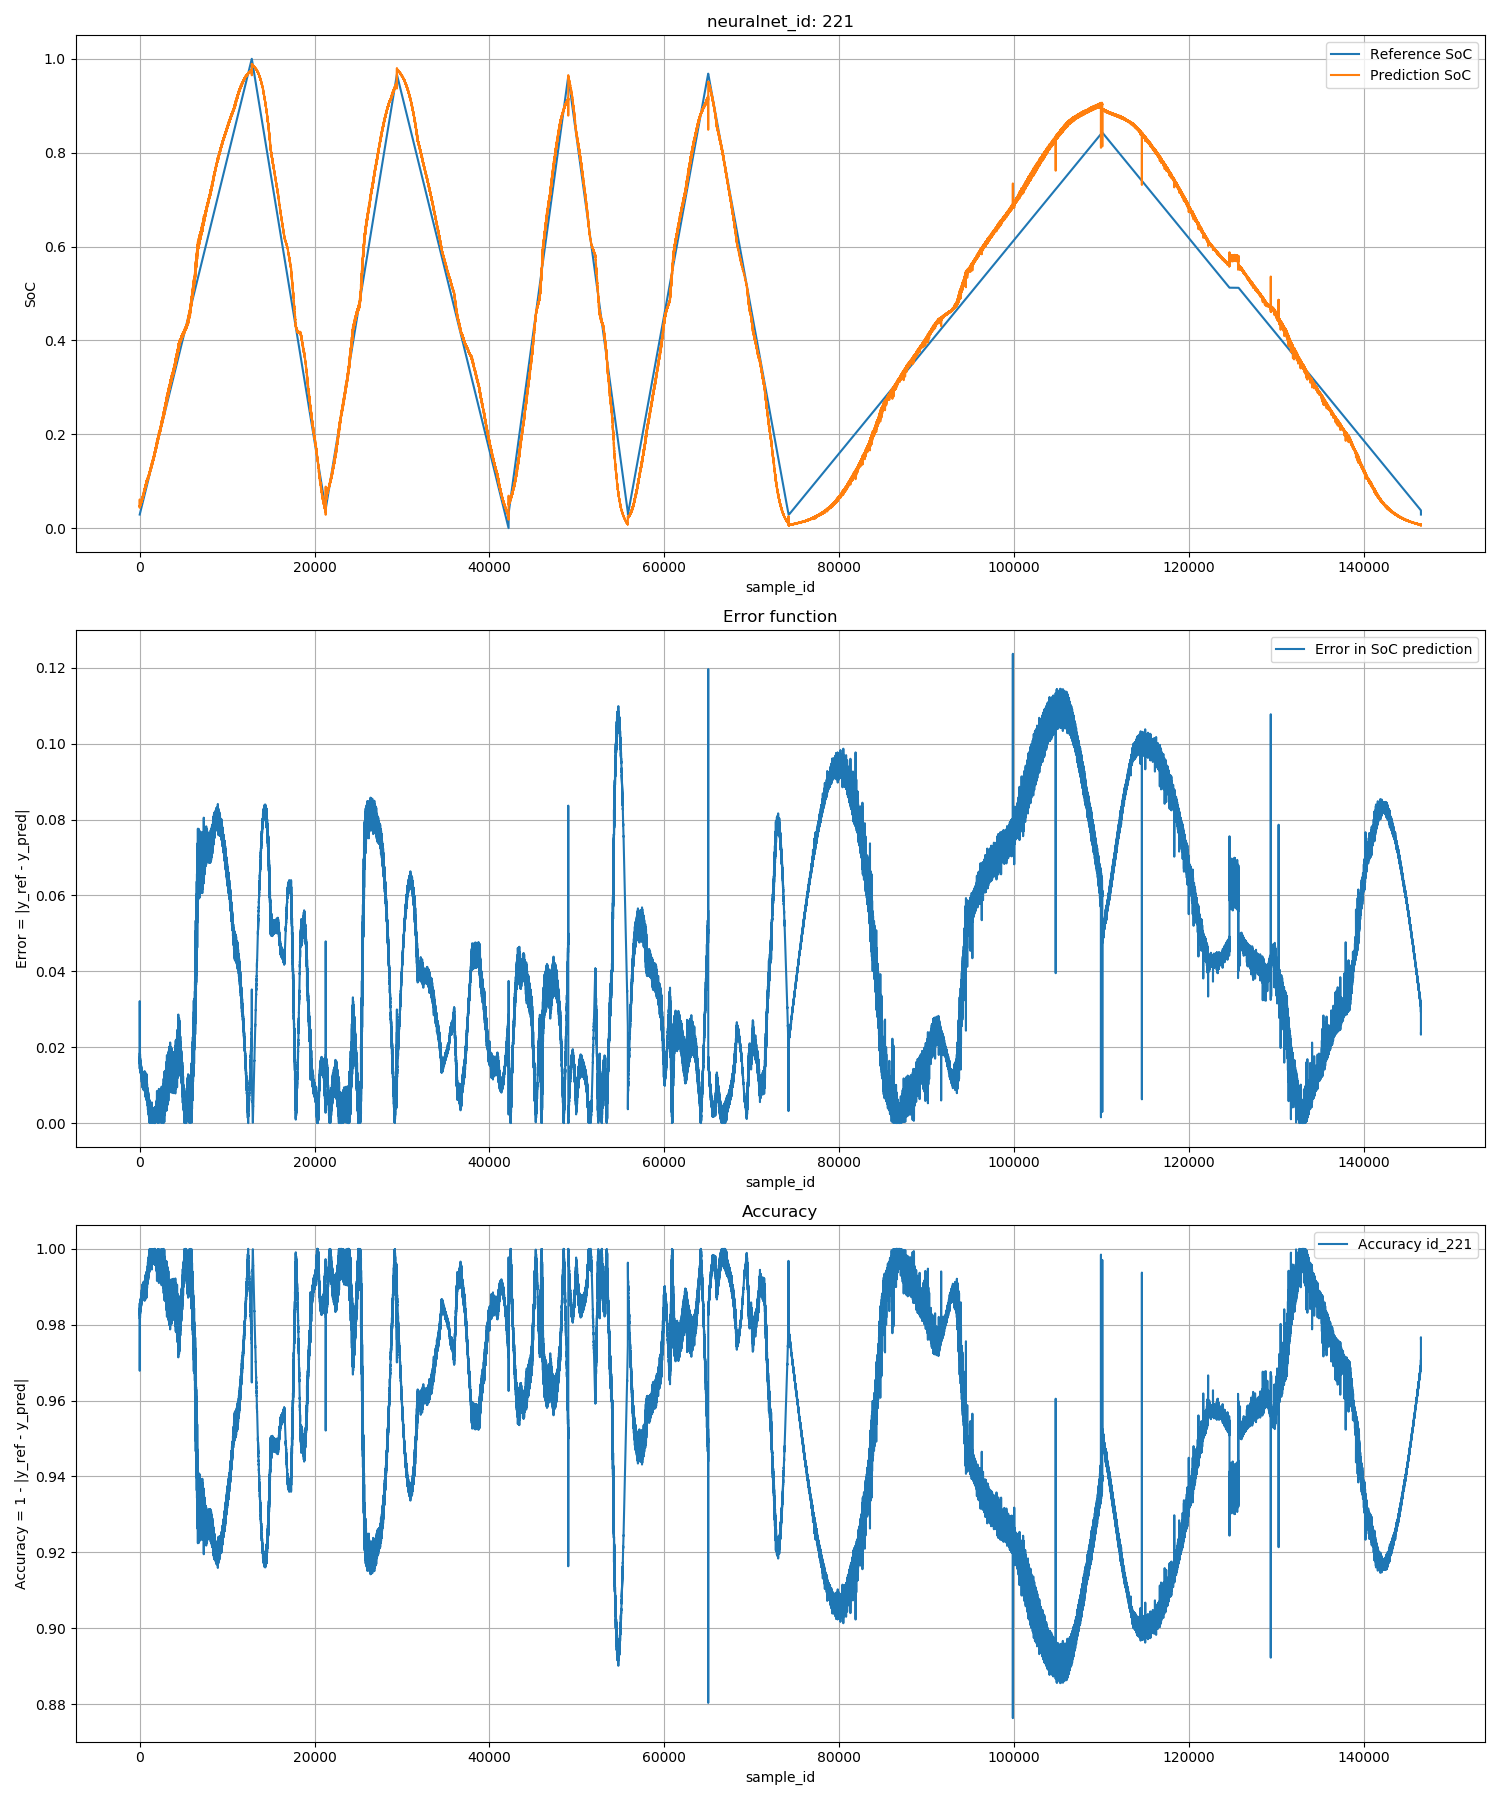 neuralnet_id: 221
Reference SoC
Prediction SoC
SoC
1.0
0.8
0.6
0.4
0.2
0.0
0 20000 40000 60000 80000 100000 120000 140000
sample_id
Error function
Error in SoC prediction
Error = |y_ref - y_pred|
0.12
0.10
0.08
0.06
0.04
0.02
0.00
0 20000 40000 60000 80000 100000 120000 140000
sample_id
Accuracy
Accuracy id_221
Accuracy = 1 - |y_ref - y_pred|
1.00
0.98
0.96
0.94
0.92
0.90
0.88
0 20000 40000 60000 80000 100000 120000 140000
sample_id